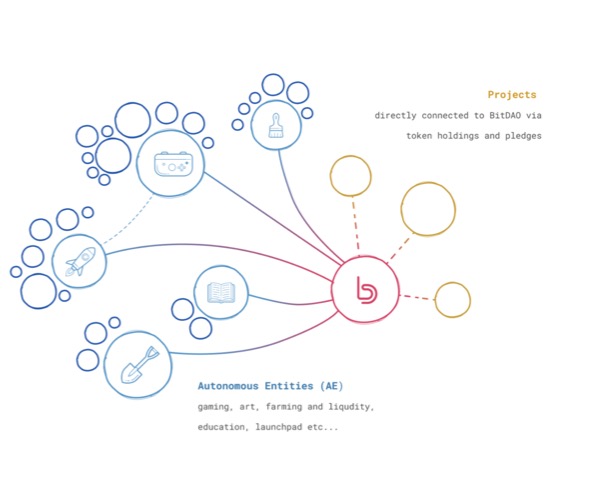 Projects
directly connected to BitDAO via
token holdings and pledges
Autonomous Entities (AE)
gaming, art, farming and liqudity,
education, launchpad etc...